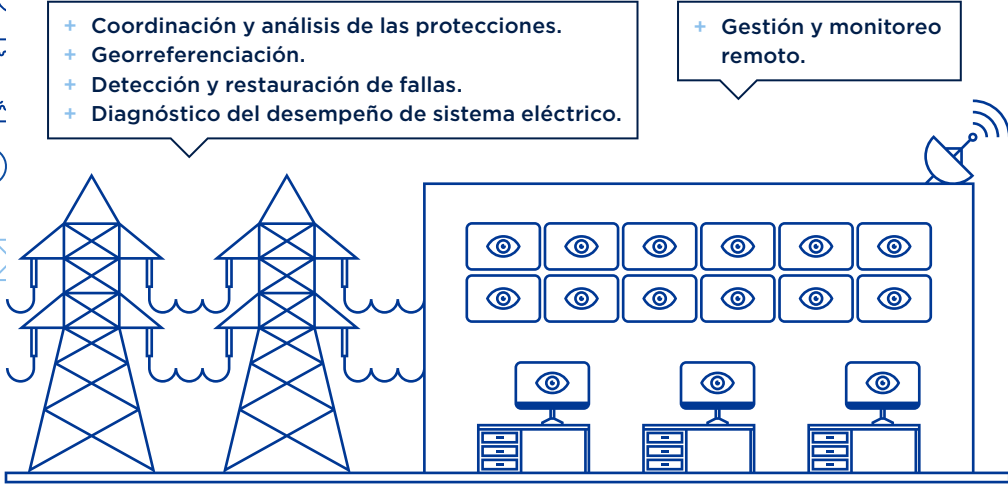 + Coordinación y análisis de las protecciones.
+ Georreferenciación.
+ Detección y restauración de fallas.
+ Diagnóstico del desempeño de sistema eléctrico.
+ Gestión y monitoreo
remoto.